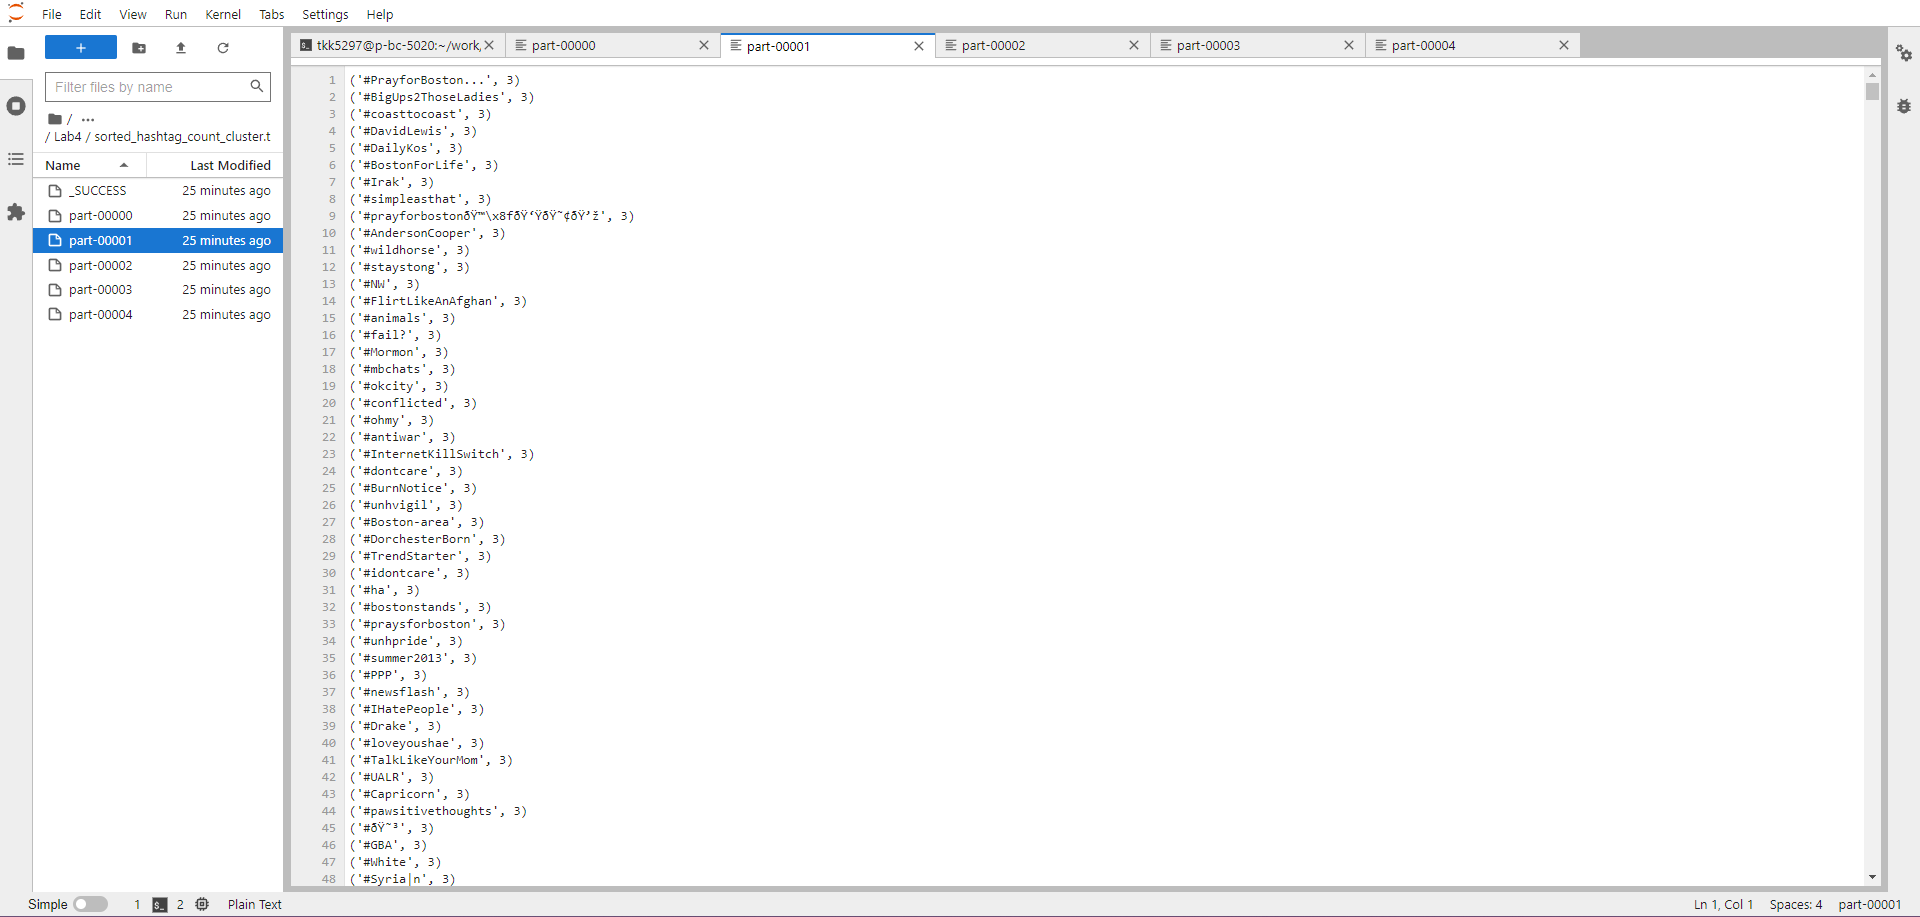 File Edit View Run Kernel Tabs Settings Help
+
Filter files by name
/ ...
/ Lab4 / sorted_hashtag_count_cluster.t
Name Last Modified
_SUCCESS 25 minutes ago
part-00000 25 minutes ago
part-00001 25 minutes ago
part-00002 25 minutes ago
part-00003 25 minutes ago
part-00004 25 minutes ago
tkk5297@p-bc-5020:~/work, part-00000 part-00001 part-00002 part-00003 part-00004
1 ('#PrayforBoston...', 3)
2 ('#BigUps2ThoseLadies', 3)
3 ('#coasttocoast', 3)
4 ('#DavidLewis', 3)
5 ('#DailyKos', 3)
6 ('#BostonForLife', 3)
7 ('#Irak', 3)
8 ('#simpleasthat', 3)
9 ('#prayforbostonðŸ™\x8fðŸ‘ŸðŸ˜¢ðŸ’ž', 3)
10 ('#AndersonCooper', 3)
11 ('#wildhorse', 3)
12 ('#staystong', 3)
13 ('#NW', 3)
14 ('#FlirtLikeAnAfghan', 3)
15 ('#animals', 3)
16 ('#fail?', 3)
17 ('#Mormon', 3)
18 ('#mbchats', 3)
19 ('#okcity', 3)
20 ('#conflicted', 3)
21 ('#ohmy', 3)
22 ('#antiwar', 3)
23 ('#InternetKillSwitch', 3)
24 ('#dontcare', 3)
25 ('#BurnNotice', 3)
26 ('#unhvigil', 3)
27 ('#Boston-area', 3)
28 ('#DorchesterBorn', 3)
29 ('#TrendStarter', 3)
30 ('#idontcare', 3)
31 ('#ha', 3)
32 ('#bostonstands', 3)
33 ('#praysforboston', 3)
34 ('#unhpride', 3)
35 ('#summer2013', 3)
36 ('#PPP', 3)
37 ('#newsflash', 3)
38 ('#IHatePeople', 3)
39 ('#Drake', 3)
40 ('#loveyoushae', 3)
41 ('#TalkLikeYourMom', 3)
42 ('#UALR', 3)
43 ('#Capricorn', 3)
44 ('#pawsitivethoughts', 3)
45 ('#ðŸ˜³', 3)
46 ('#GBA', 3)
47 ('#White', 3)
48 ('#Syria|n', 3)
Simple 1 2 Plain Text Ln 1, Col 1 Spaces: 4 part-00001